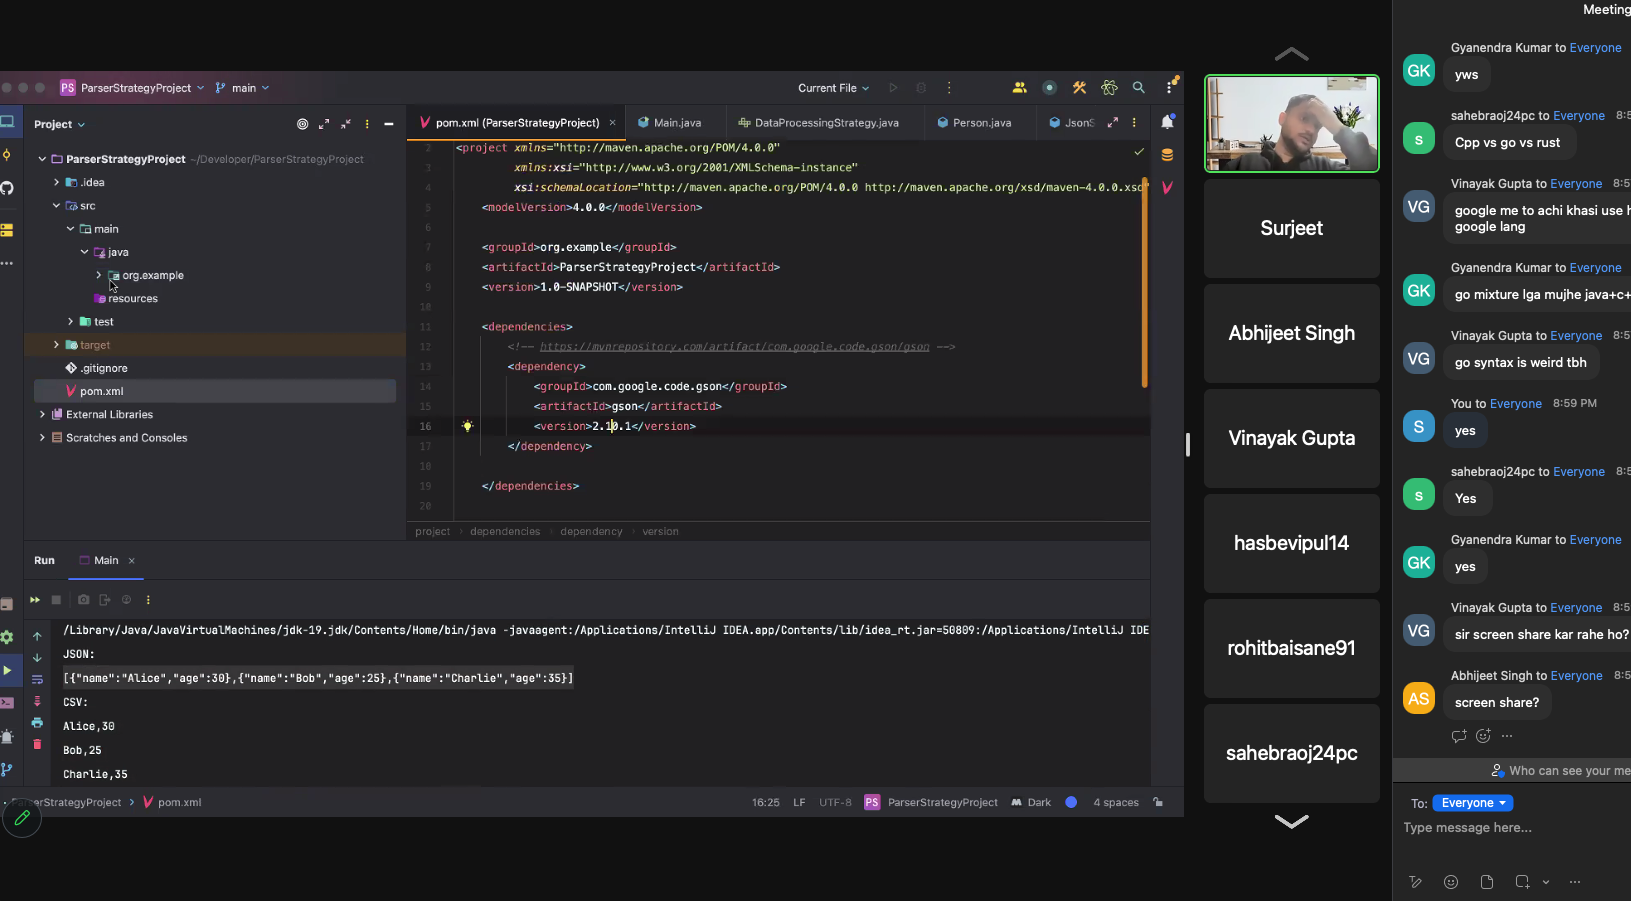 Meeting
PS ParserStrategyProject main
Current File
Project
ParserStrategyProject ~/Developer/ParserStrategyProject
.idea
src
main
java
org.example
resources
test
target
.gitignore
pom.xml
External Libraries
Scratches and Consoles
pom.xml (ParserStrategyProject) Main.java DataProcessingStrategy.java Person.java JsonS
2 <project xmlns="http://maven.apache.org/POM/4.0.0"
3 xmlns:xsi="http://www.w3.org/2001/XMLSchema-instance"
4 xsi:schemaLocation="http://maven.apache.org/POM/4.0.0 http://maven.apache.org/xsd/maven-4.0.0.xsd"
5 <modelVersion>4.0.0</modelVersion>
6
7 <groupId>org.example</groupId>
8 <artifactId>ParserStrategyProject</artifactId>
9 <version>1.0-SNAPSHOT</version>
10
11 <dependencies>
12 <!-- https://mvnrepository.com/artifact/com.google.code.gson/gson -->
13 <dependency>
14 <groupId>com.google.code.gson</groupId>
15 <artifactId>gson</artifactId>
16 <version>2.10.1</version>
17 </dependency>
18
19 </dependencies>
20
project › dependencies › dependency › version
Run Main
/Library/Java/JavaVirtualMachines/jdk-19.jdk/Contents/Home/bin/java -javaagent:/Applications/IntelliJ IDEA.app/Contents/lib/idea_rt.jar=50809:/Applications/IntelliJ IDE
JSON:
[{"name":"Alice","age":30},{"name":"Bob","age":25},{"name":"Charlie","age":35}]
CSV:
Alice,30
Bob,25
Charlie,35
ParserStrategyProject › pom.xml
16:25 LF UTF-8 PS ParserStrategyProject Dark 4 spaces
Surjeet
Abhijeet Singh
Vinayak Gupta
hasbevipul14
rohitbaisane91
sahebraoj24pc
Gyanendra Kumar to Everyone
GK
yws
sahebraoj24pc to Everyone 8:5
s
Cpp vs go vs rust
Vinayak Gupta to Everyone 8:5
VG
google me to achi khasi use h
google lang
Gyanendra Kumar to Everyone
GK
go mixture lga mujhe java+c+
Vinayak Gupta to Everyone 8:5
VG
go syntax is weird tbh
You to Everyone 8:59 PM
S
yes
sahebraoj24pc to Everyone 8:5
s
Yes
Gyanendra Kumar to Everyone
GK
yes
Vinayak Gupta to Everyone 8:5
VG
sir screen share kar rahe ho?
Abhijeet Singh to Everyone 8:5
AS
screen share?
Who can see your me
To: Everyone
Type message here...